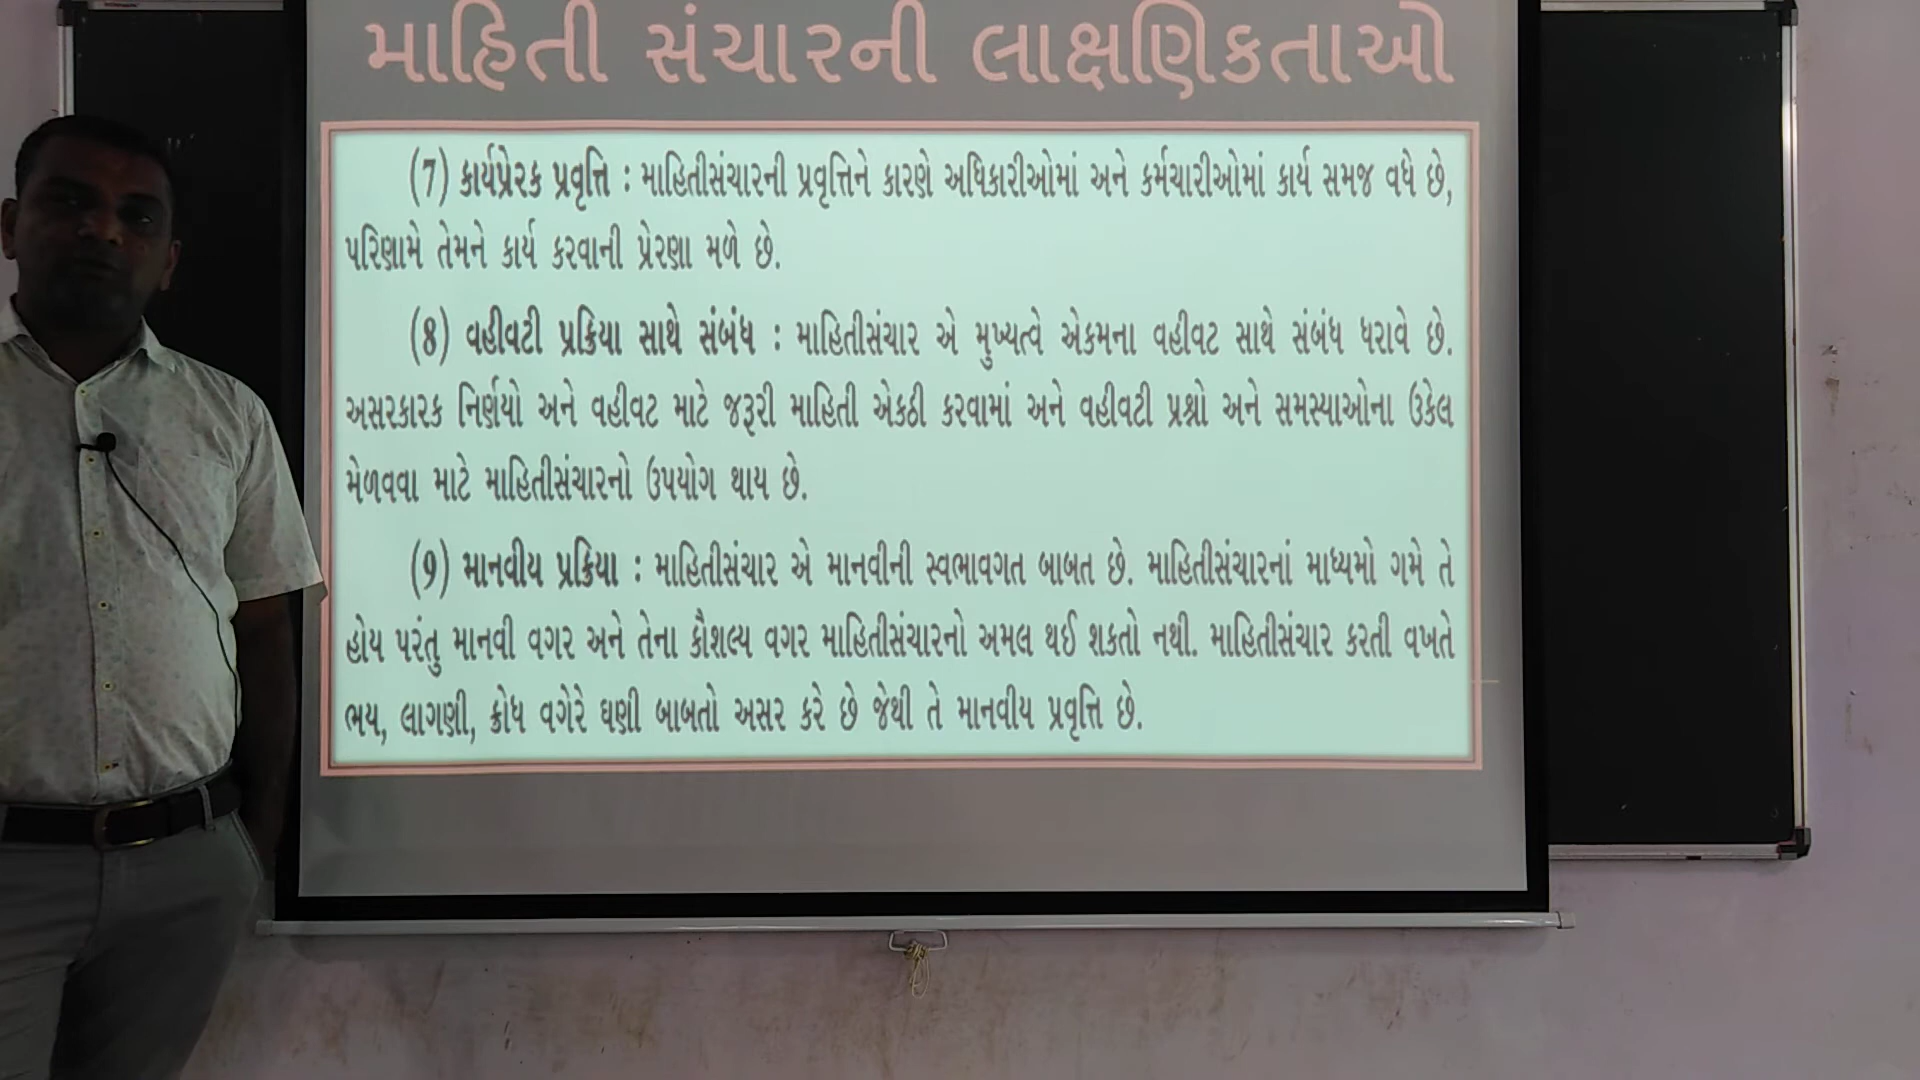 માહિતી સંચારની લાક્ષણિકતાઓ
(7) કાર્યપ્રેરક પ્રવૃત્તિ : માહિતીસંચારની પ્રવૃત્તિને કારણે અધિકારીઓમાં અને કર્મચારીઓમાં કાર્ય સમજ વધે છે,
પરિણામે તેમને કાર્ય કરવાની પ્રેરણા મળે છે.
(8) વહીવટી પ્રક્રિયા સાથે સંબંધ : માહિતીસંચાર એ મુખ્યત્વે એકમના વહીવટ સાથે સંબંધ ધરાવે છે.
અસરકારક નિર્ણયો અને વહીવટ માટે જરૂરી માહિતી એકઠી કરવામાં અને વહીવટી પ્રશ્નો અને સમસ્યાઓના ઉકેલ
મેળવવા માટે માહિતીસંચારનો ઉપયોગ થાય છે.
(9) માનવીય પ્રક્રિયા : માહિતીસંચાર એ માનવીની સ્વભાવગત બાબત છે. માહિતીસંચારનાં માધ્યમો ગમે તે
હોય પરંતુ માનવી વગર અને તેના કૌશલ્ય વગર માહિતીસંચારનો અમલ થઈ શકતો નથી. માહિતીસંચાર કરતી વખતે
ભય, લાગણી, ક્રોધ વગેરે ઘણી બાબતો અસર કરે છે જેથી તે માનવીય પ્રવૃત્તિ છે.